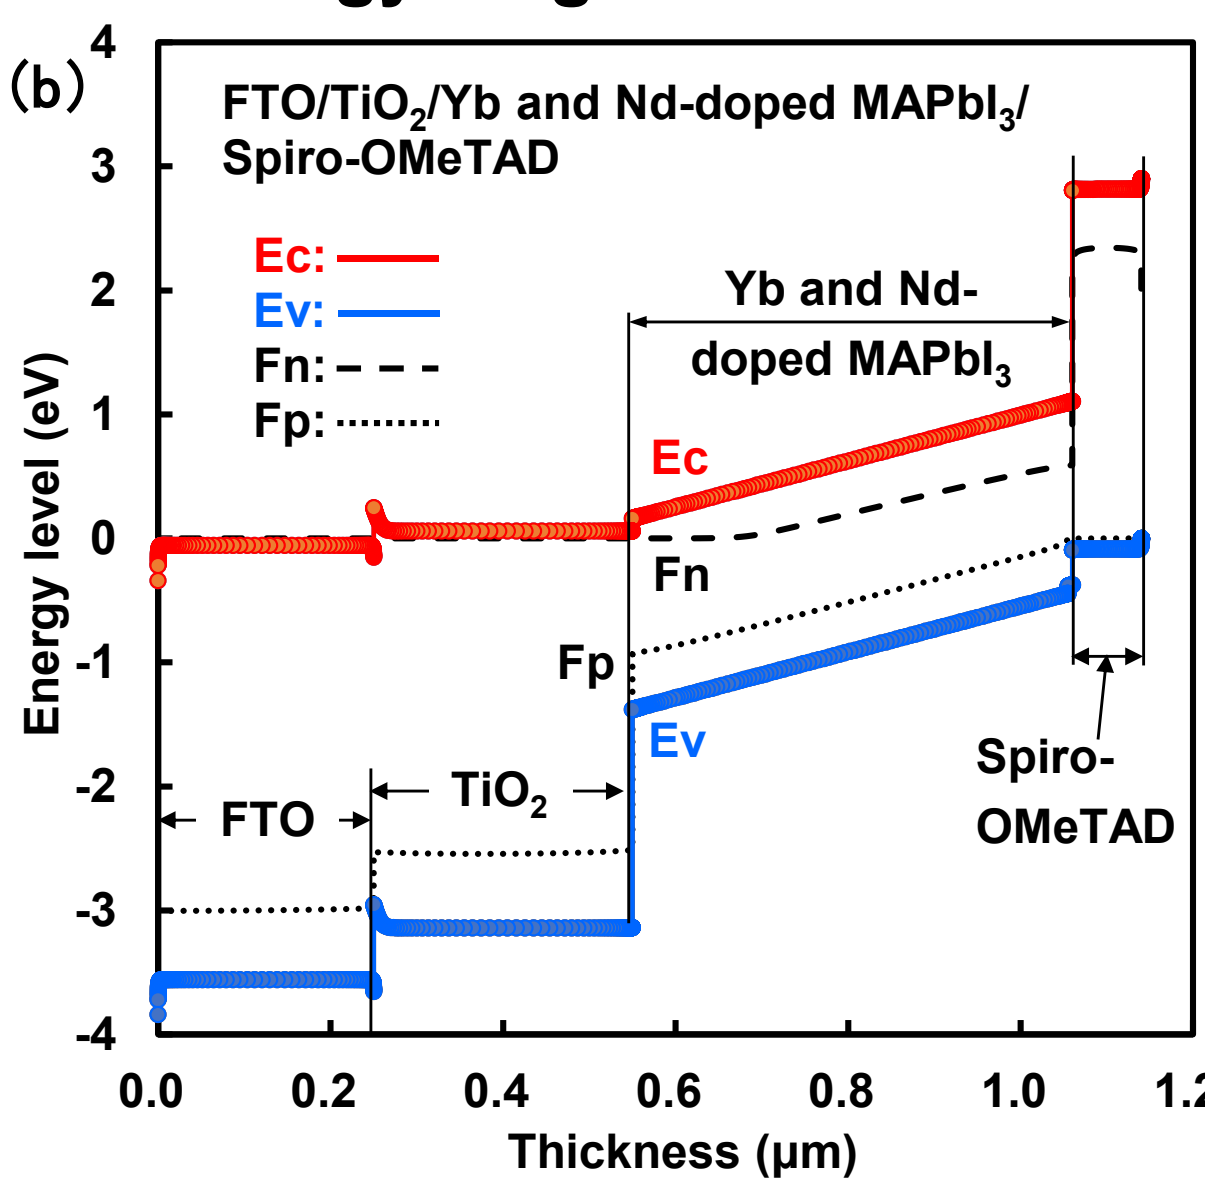 (b)
FTO/TiO₂/Yb and Nd-doped MAPbI₃/
Spiro-OMeTAD
Ec:
Ev:
Fn:
Fp:
Yb and Nd-
doped MAPbI₃
Ec
Fn
Fp
Ev
FTO
TiO₂
Spiro-
OMeTAD
Energy level (eV)
4
3
2
1
0
-1
-2
-3
-4
0.0 0.2 0.4 0.6 0.8 1.0 1.2
Thickness (μm)